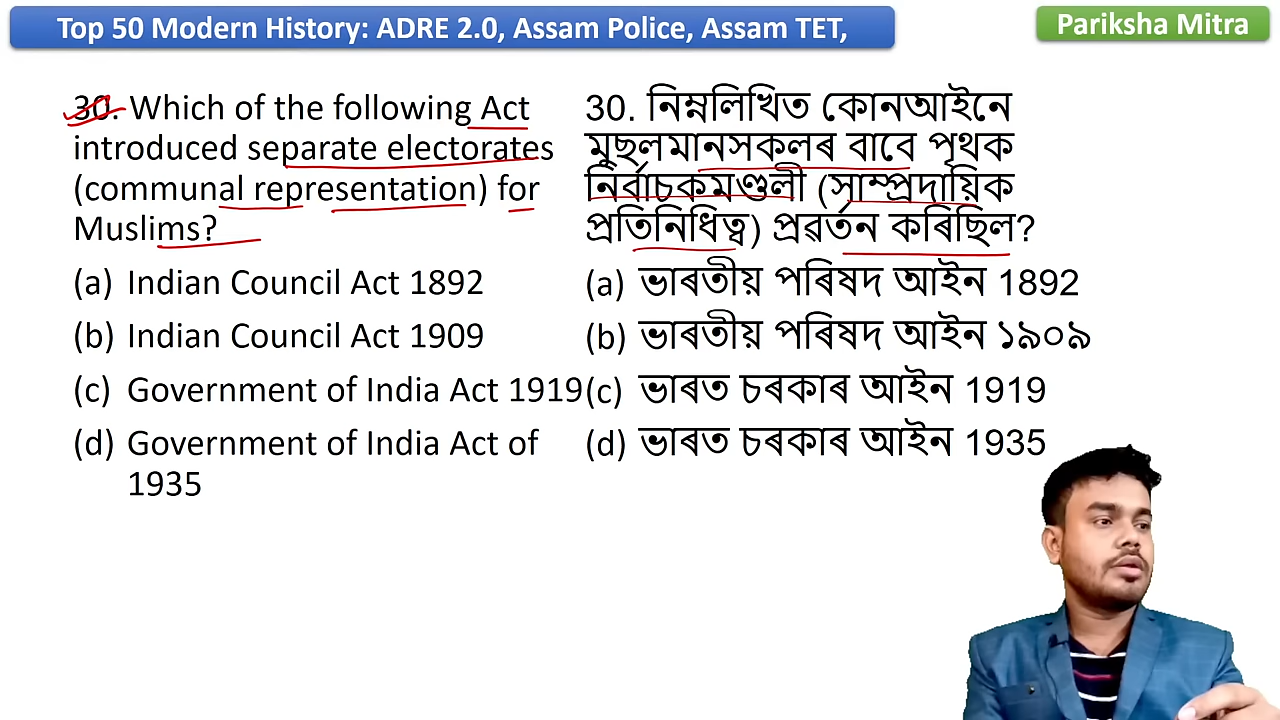 Top 50 Modern History: ADRE 2.0, Assam Police, Assam TET,
Pariksha Mitra
30. Which of the following Act
introduced separate electorates
(communal representation) for
Muslims?
(a) Indian Council Act 1892
(b) Indian Council Act 1909
(c) Government of India Act 1919
(d) Government of India Act of
1935
30. নিম্নলিখিত কোনআইনে
মুছলমানসকলৰ বাবে পৃথক
নিৰ্বাচকমণ্ডলী (সাম্প্ৰদায়িক
প্ৰতিনিধিত্ব) প্ৰৱৰ্তন কৰিছিল?
(a) ভাৰতীয় পৰিষদ আইন 1892
(b) ভাৰতীয় পৰিষদ আইন ১৯০৯
(c) ভাৰত চৰকাৰ আইন 1919
(d) ভাৰত চৰকাৰ আইন 1935